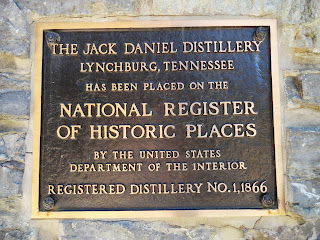 THE JACK DANIEL DISTILLERY
LYNCHBURG, TENNESSEE
HAS BEEN PLACED ON THE
NATIONAL REGISTER
OF HISTORIC PLACES
BY THE UNITED STATES
DEPARTMENT OF THE INTERIOR
REGISTERED DISTILLERY NO. 1, 1866